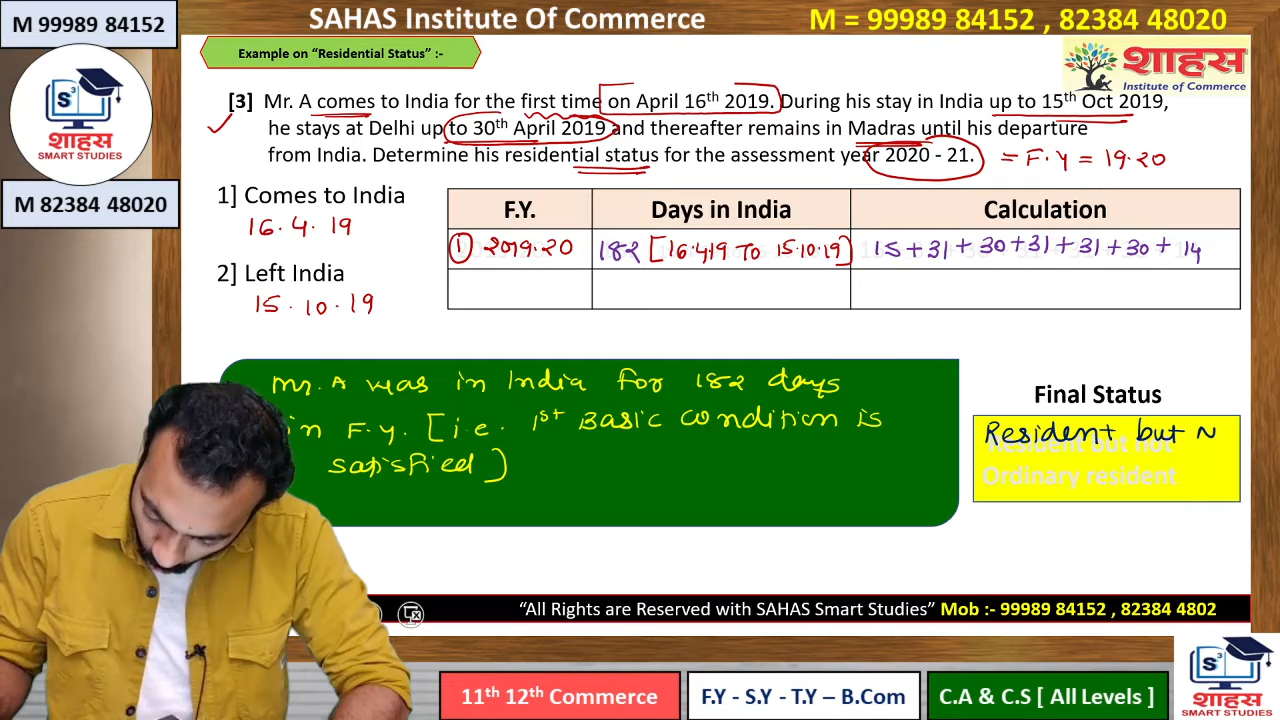 M 99989 84152
SAHAS Institute Of Commerce
M = 99989 84152 , 82384 48020
Example on “Residential Status” :-
S³
शाहस
SMART STUDIES
M 82384 48020
शाहस
Institute of Commerce
[3] Mr. A comes to India for the first time on April 16th 2019. During his stay in India up to 15th Oct 2019,
he stays at Delhi up to 30th April 2019 and thereafter remains in Madras until his departure
from India. Determine his residential status for the assessment year 2020 - 21.
= F.Y = 19.20
1] Comes to India
16.4.19
2] Left India
15.10.19
F.Y. Days in India Calculation
① 2019.20 182 [16.4.19 To 15.10.19] 15+31+30+31+31+30+14
Mr. A was in India for 182 days
in F.Y. [i.e. 1st Basic condition is
satisfied]
Final Status
Resident but N
Resident but not
Ordinary resident
“All Rights are Reserved with SAHAS Smart Studies” Mob :- 99989 84152 , 82384 4802
11th 12th Commerce
F.Y - S.Y - T.Y – B.Com
C.A & C.S [ All Levels ]
S³
शाहस
SMART STUDIES